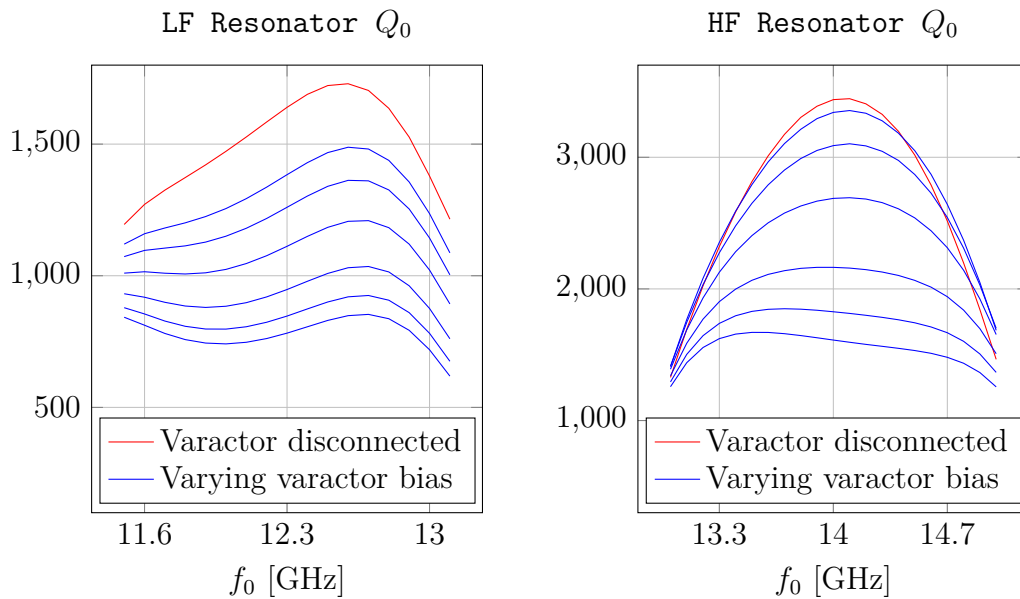 LF Resonator Q₀
1,500
1,000
500
Varactor disconnected
Varying varactor bias
11.6 12.3 13
f₀ [GHz]
HF Resonator Q₀
3,000
2,000
1,000
Varactor disconnected
Varying varactor bias
13.3 14 14.7
f₀ [GHz]